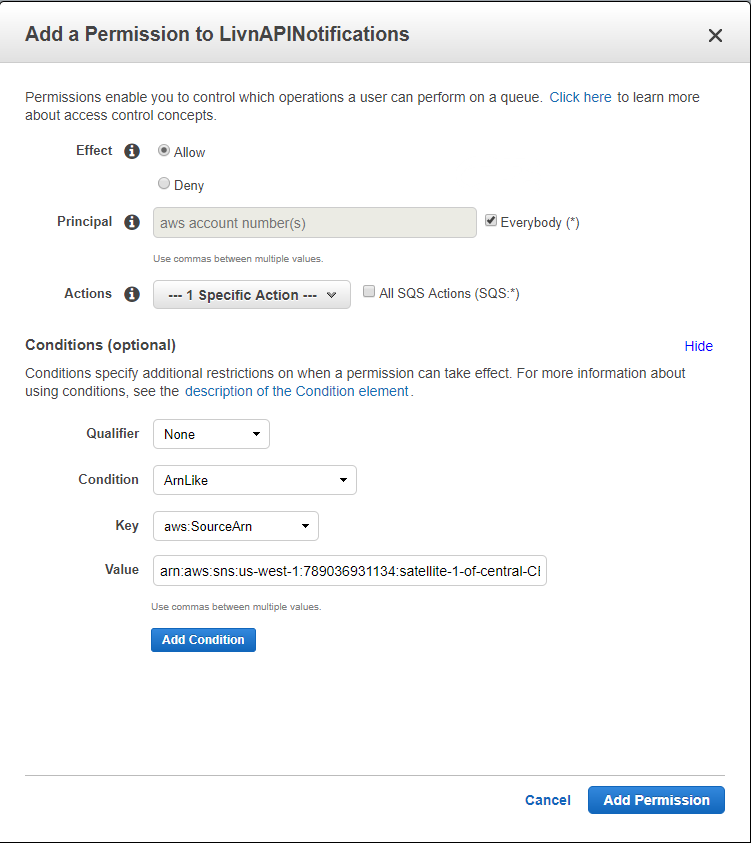 Add a Permission to LivnAPINotifications
Permissions enable you to control which operations a user can perform on a queue. Click here to learn more
about access control concepts.
Effect Allow
Deny
Principal aws account number(s) Everybody (*)
Use commas between multiple values.
Actions --- 1 Specific Action --- All SQS Actions (SQS:*)
Conditions (optional) Hide
Conditions specify additional restrictions on when a permission can take effect. For more information about
using conditions, see the description of the Condition element.
Qualifier None
Condition ArnLike
Key aws:SourceArn
Value arn:aws:sns:us-west-1:789036931134:satellite-1-of-central-
Use commas between multiple values.
Add Condition
Cancel Add Permission